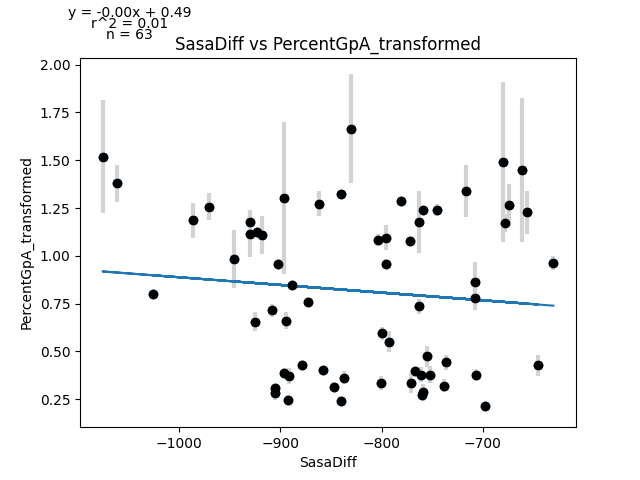 y = -0.00x + 0.49
r^2 = 0.01
n = 63
SasaDiff vs PercentGpA_transformed
PercentGpA_transformed
2.00
1.75
1.50
1.25
1.00
0.75
0.50
0.25
−1000
−900
−800
−700
SasaDiff